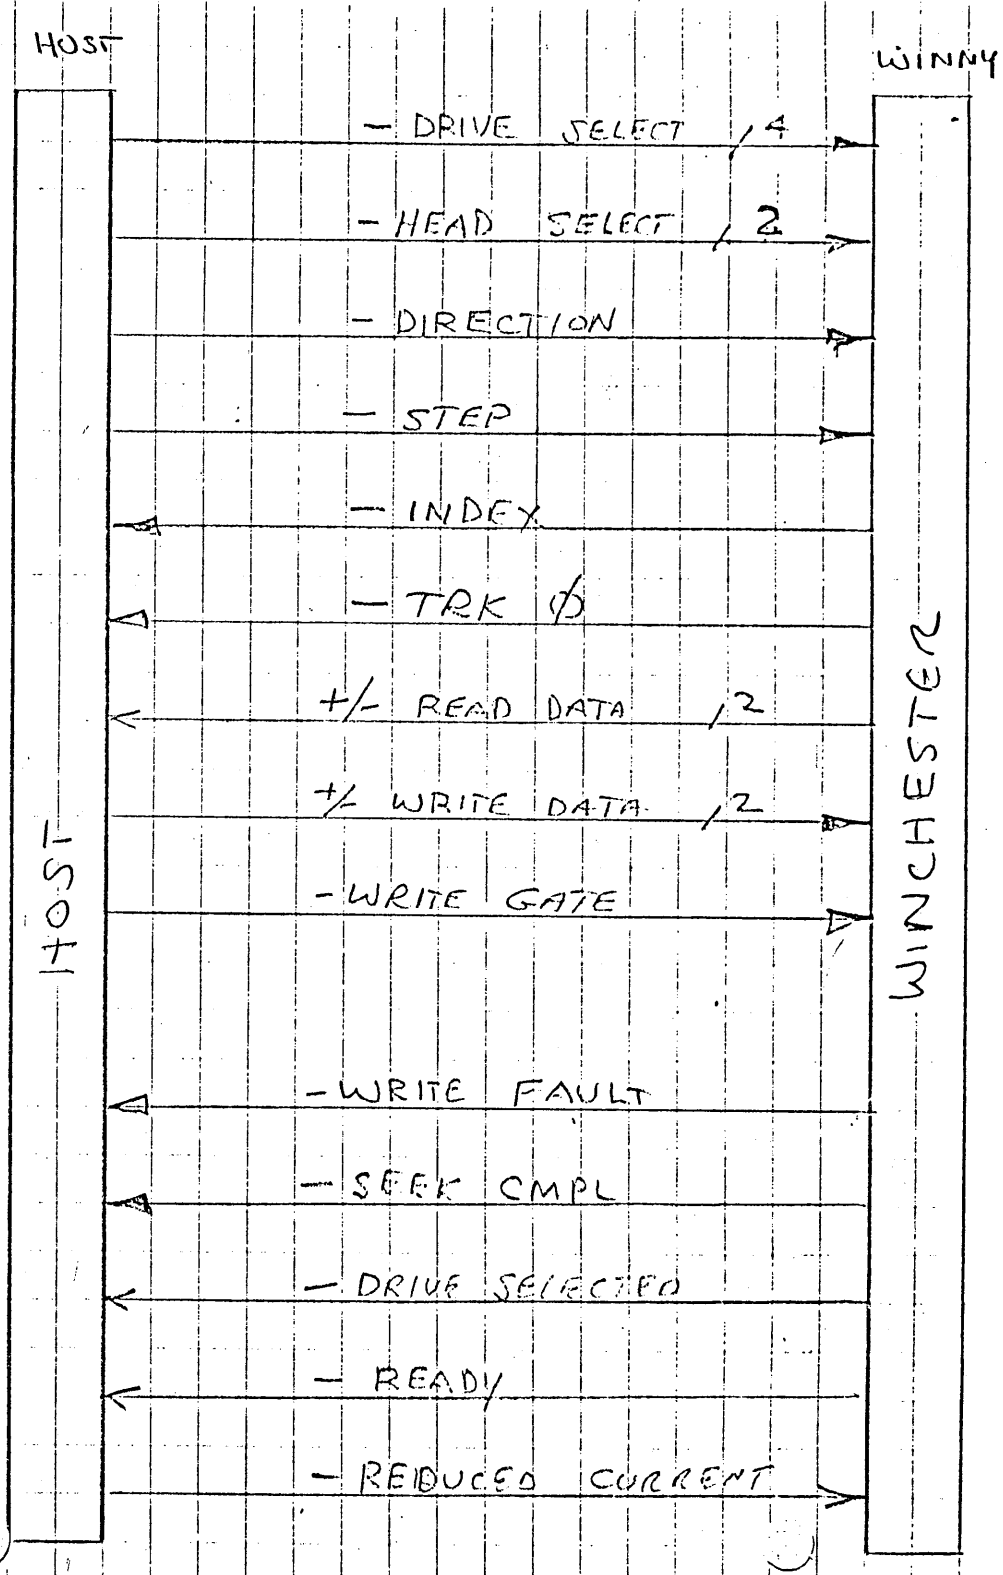 HOST
WINNY
- DRIVE SELECT / 4
- HEAD SELECT / 2
- DIRECTION
- STEP
- INDEX
- TRK Ø
+/- READ DATA / 2
+/- WRITE DATA / 2
- WRITE GATE
HOST
WINCHESTER
- WRITE FAULT
- SEEK CMPL
- DRIVE SELECTED
- READY
- REDUCED CURRENT